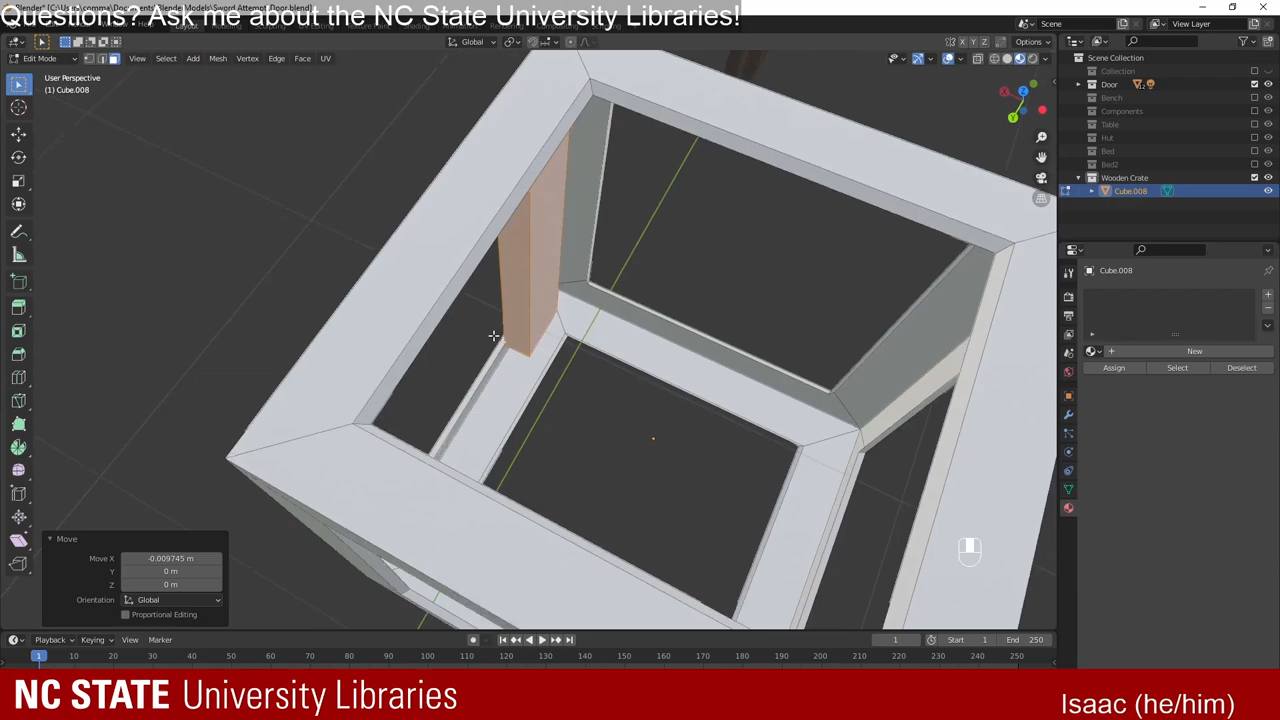 Questions? Ask me about the NC State University Libraries!
Scene
View Layer
Edit Mode
View
Select
Add
Mesh
Vertex
Edge
Face
UV
Global
X Y Z
Options
User Perspective
(1) Cube.008
Scene Collection
Collection
Door
Bench
Components
Table
Hut
Bed
Bed2
Wooden Crate
Cube.008
Cube.008
New
Assign
Select
Deselect
Move
Move X
-0.009745 m
Y
0 m
Z
0 m
Orientation
Global
Proportional Editing
Playback
Keying
View
Marker
1
Start
1
End
250
1
10
20
30
40
50
60
70
80
90
100
110
120
130
140
150
160
170
180
190
200
210
220
230
240
250
NC STATE University Libraries
Isaac (he/him)